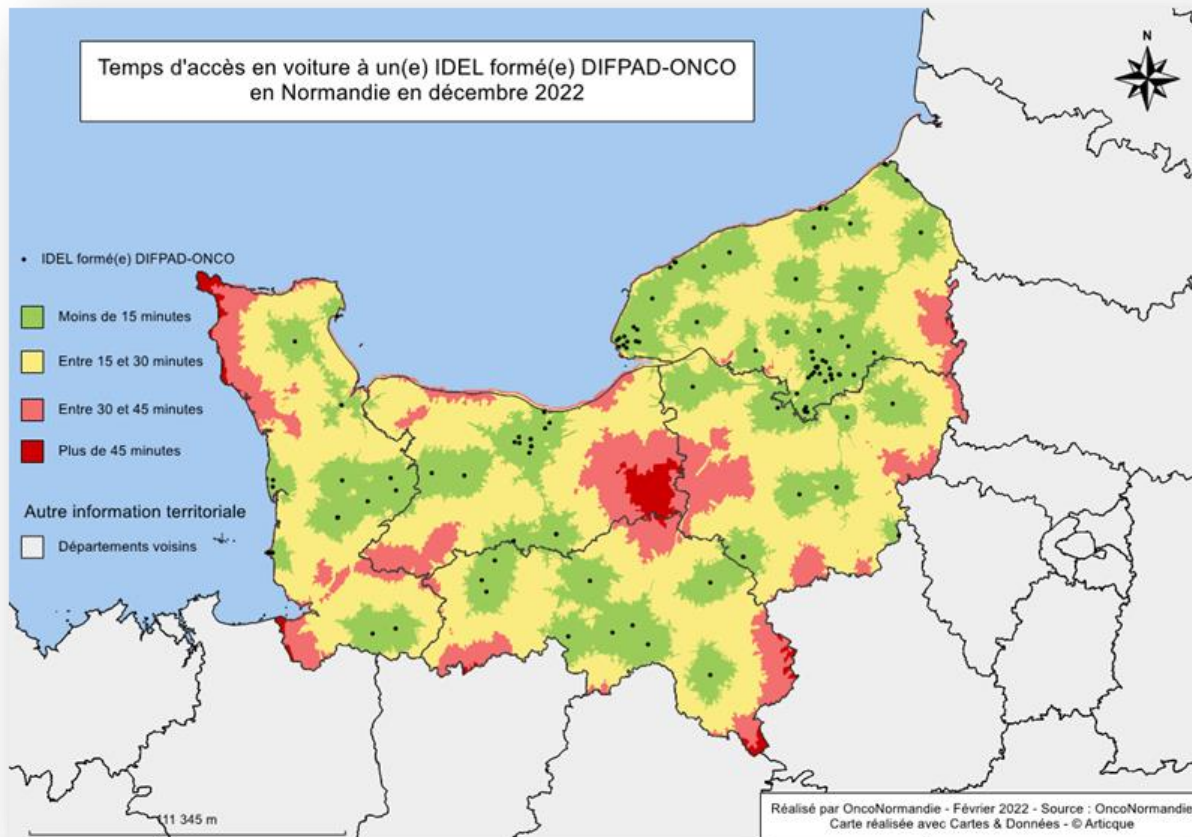 Temps d'accès en voiture à un(e) IDEL formé(e) DIFPAD-ONCO
en Normandie en décembre 2022
N
IDEL formé(e) DIFPAD-ONCO
Moins de 15 minutes
Entre 15 et 30 minutes
Entre 30 et 45 minutes
Plus de 45 minutes
Autre information territoriale
Départements voisins
111 345 m
Réalisé par OncoNormandie - Février 2022 - Source : OncoNormandie
Carte réalisée avec Cartes & Données - © Articque